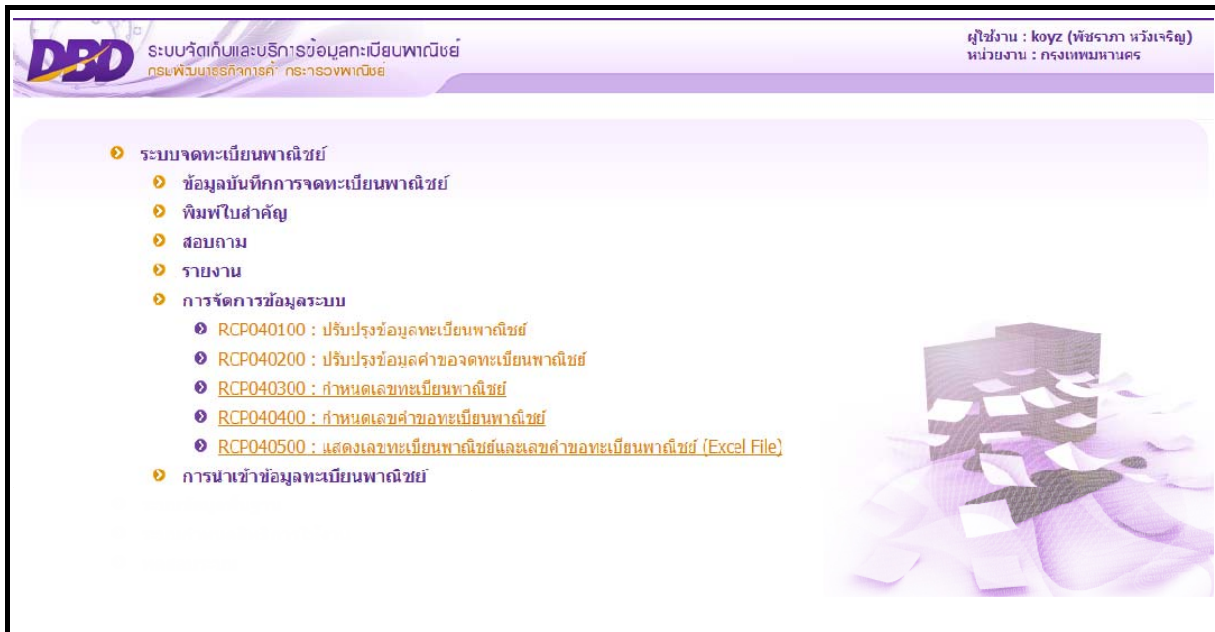 DBD
ระบบจัดเก็บและบริการข้อมูลทะเบียนพาณิชย์
กรมพัฒนาธุรกิจการค้า กระทรวงพาณิชย์
ผู้ใช้งาน : koyz (พัชราภา หวังเจริญ)
หน่วยงาน : กรุงเทพมหานคร
ระบบจดทะเบียนพาณิชย์
ข้อมูลบันทึกการจดทะเบียนพาณิชย์
พิมพ์ใบสำคัญ
สอบถาม
รายงาน
การจัดการข้อมูลระบบ
RCP040100 : ปรับปรุงข้อมูลทะเบียนพาณิชย์
RCP040200 : ปรับปรุงข้อมูลคำขอจดทะเบียนพาณิชย์
RCP040300 : กำหนดเลขทะเบียนพาณิชย์
RCP040400 : กำหนดเลขคำขอทะเบียนพาณิชย์
RCP040500 : แสดงเลขทะเบียนพาณิชย์และเลขคำขอทะเบียนพาณิชย์ (Excel File)
การนำเข้าข้อมูลทะเบียนพาณิชย์